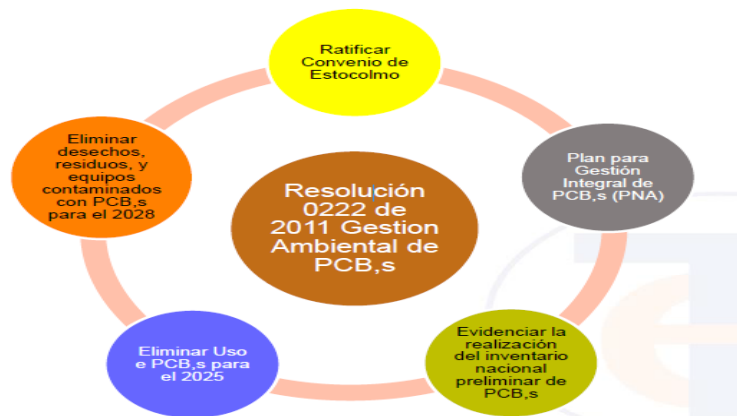 Ratificar
Convenio de
Estocolmo
Plan para
Gestión
Integral de
PCB,s (PNA)
Evidenciar la
realización
del inventario
nacional
preliminar de
PCB,s
Eliminar Uso
e PCB,s para
el 2025
Eliminar
desechos,
residuos, y
equipos
contaminados
con PCB,s
para el 2028
Resolución
0222 de
2011 Gestion
Ambiental de
PCB,s